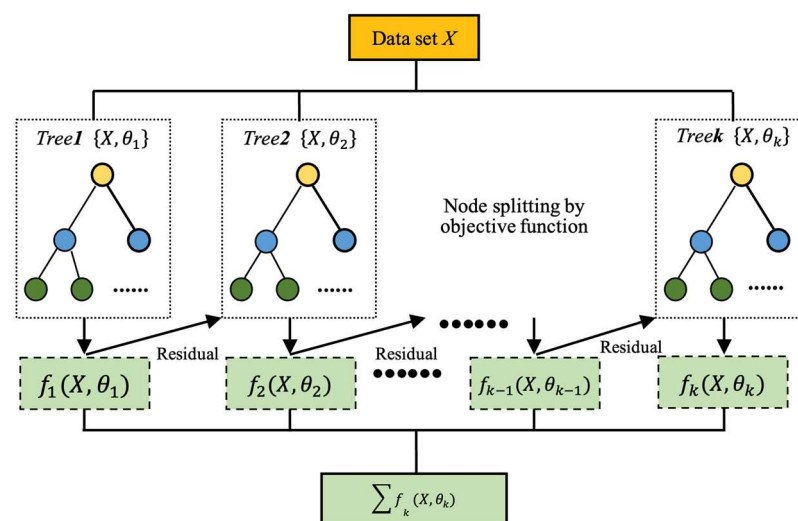 Data set X
Tree1 {X, θ₁}
Tree2 {X, θ₂}
Treek {X, θₖ}
Node splitting by
objective function
......
......
......
Residual
Residual
Residual
f₁(X, θ₁)
f₂(X, θ₂)
fₖ₋₁(X, θₖ₋₁)
fₖ(X, θₖ)
∑ fₖ(X, θₖ)